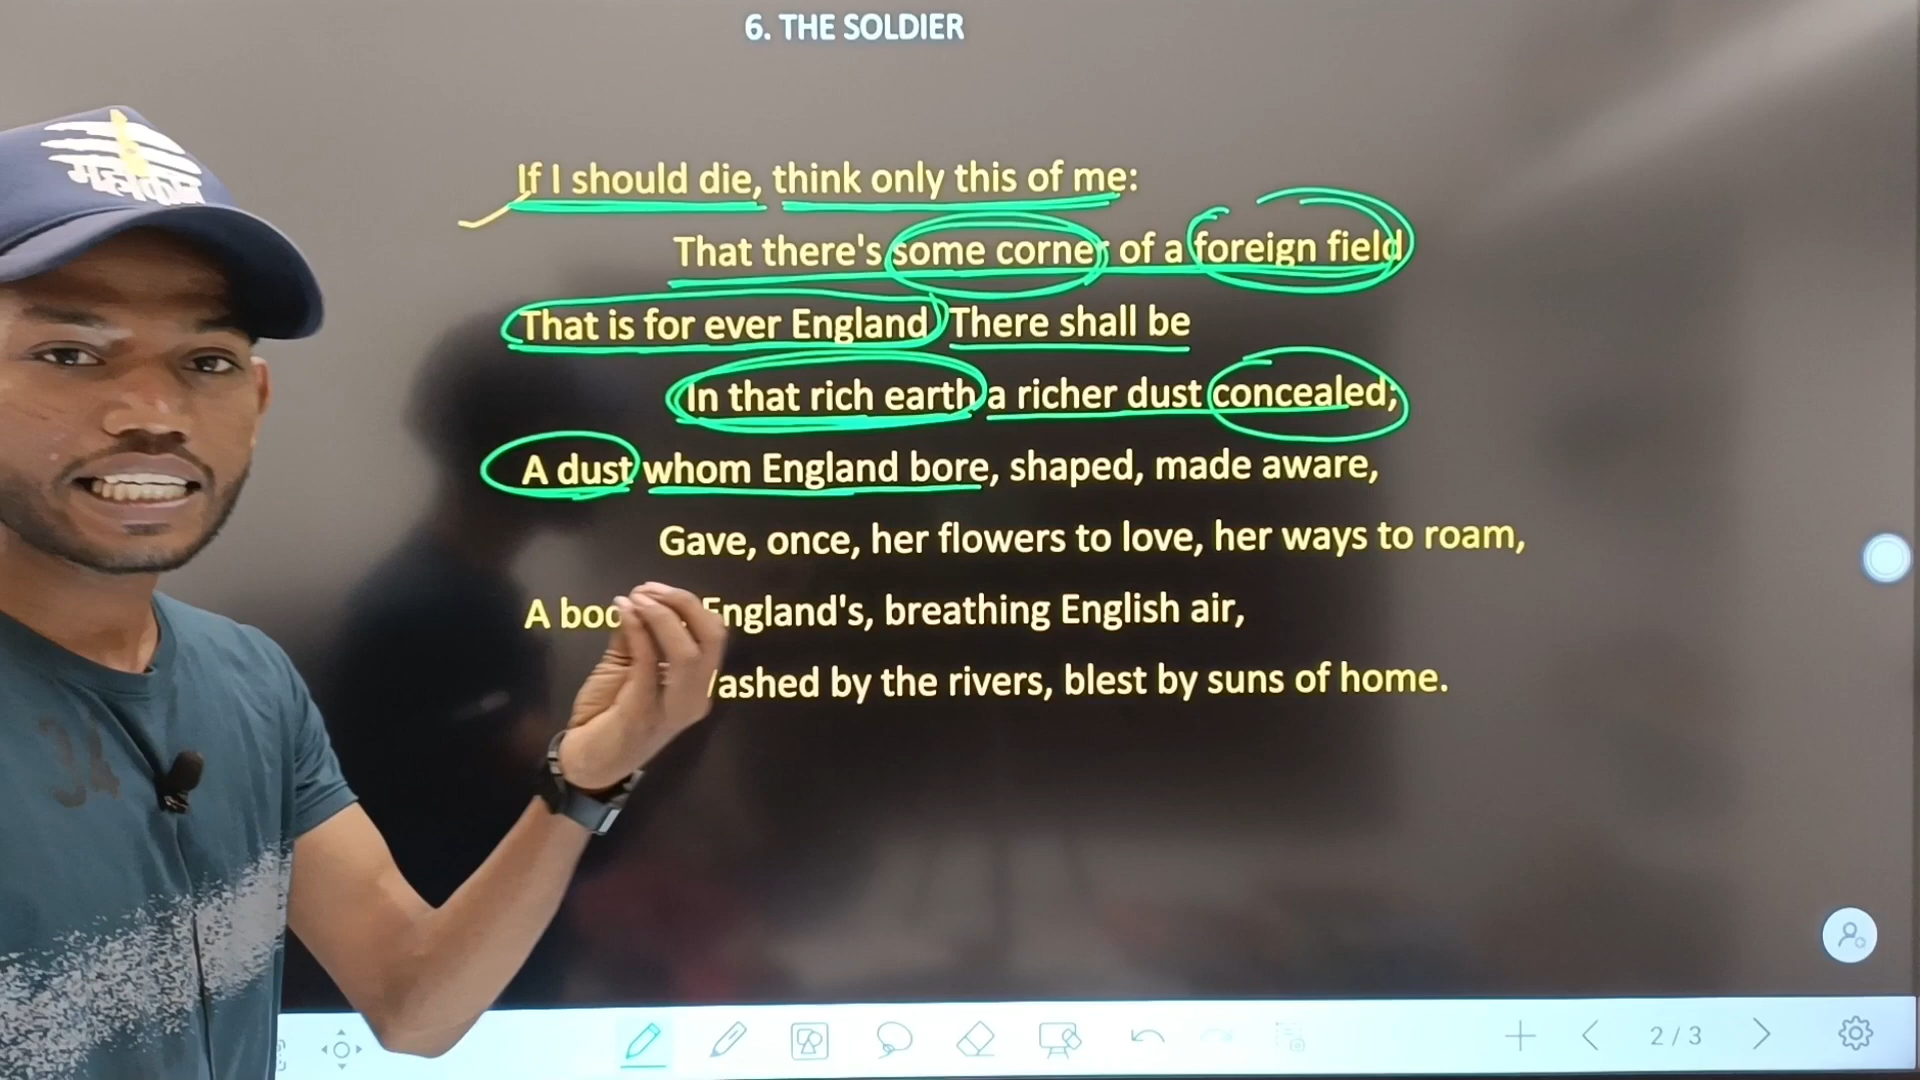 6. THE SOLDIER
महाकाल
If I should die, think only this of me:
That there's some corner of a foreign field
That is for ever England There shall be
In that rich earth a richer dust concealed;
A dust whom England bore, shaped, made aware,
Gave, once, her flowers to love, her ways to roam,
A England's, breathing English air,
by the rivers, blest by suns of home.
34
2 / 3